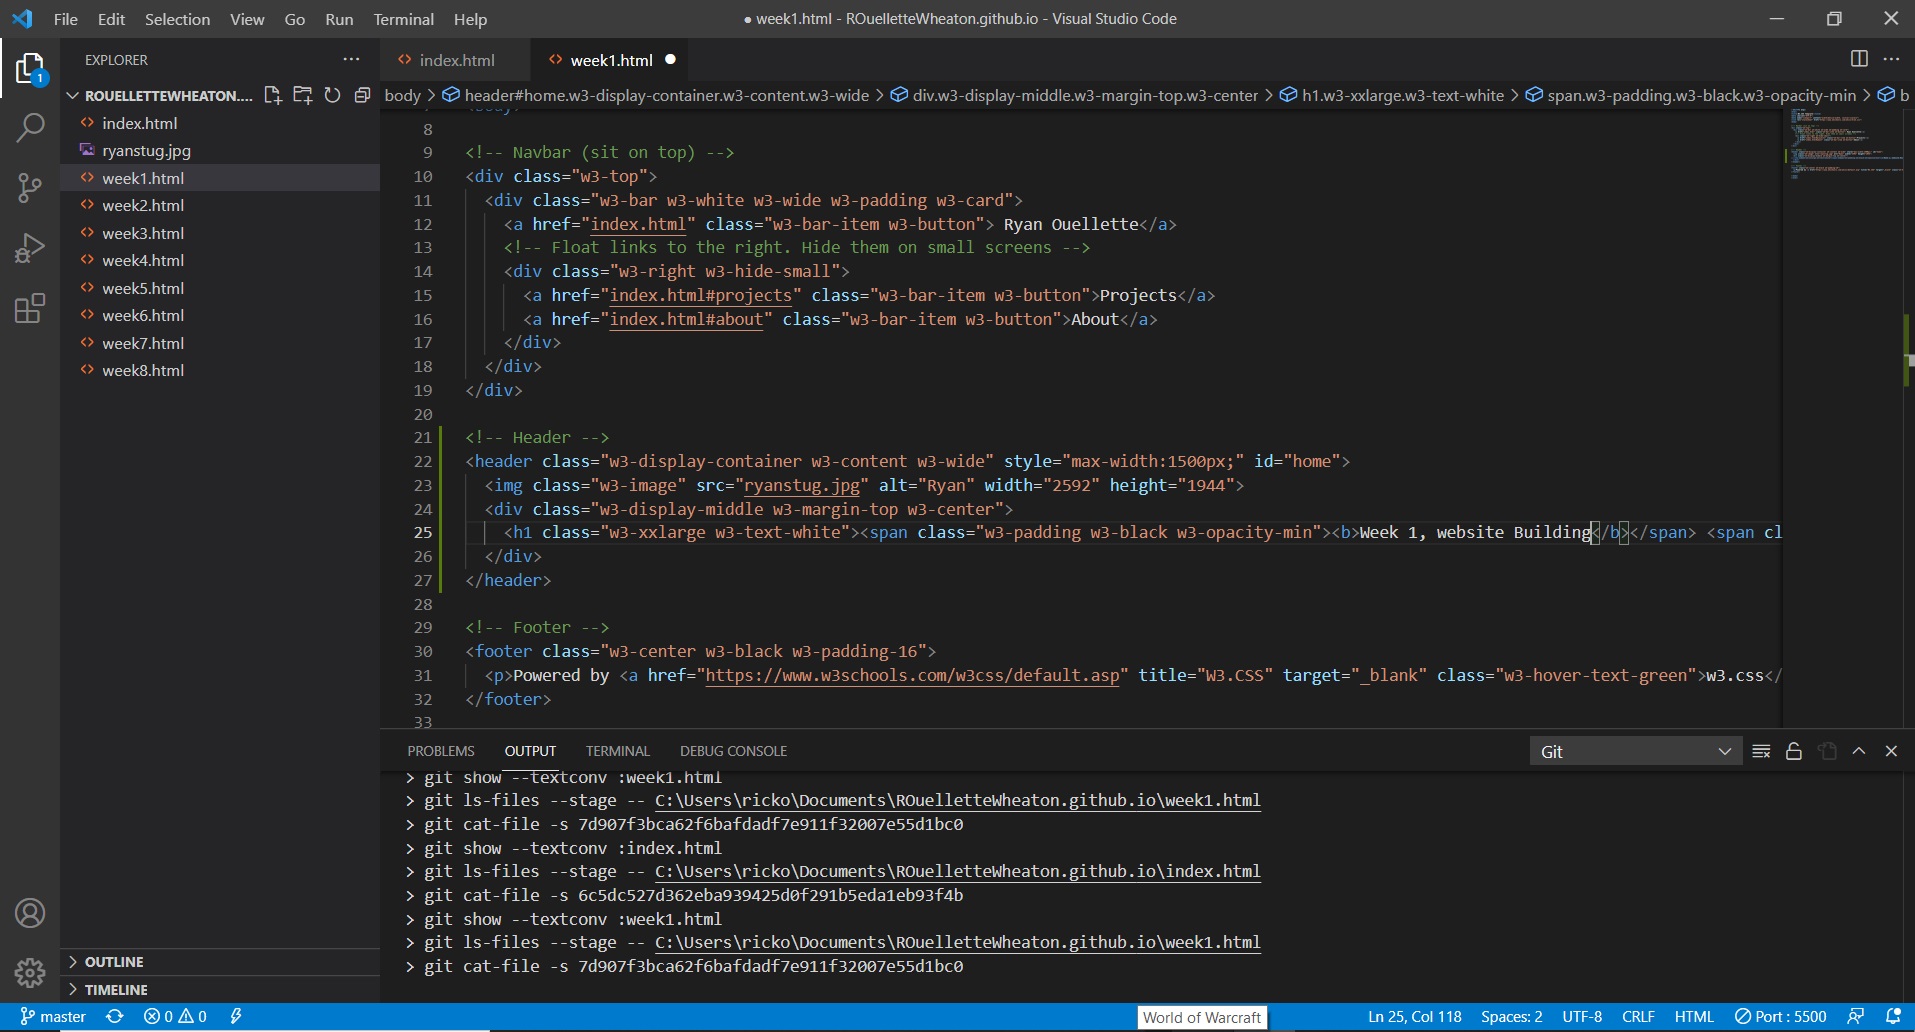 File Edit Selection View Go Run Terminal Help
● week1.html - ROuelletteWheaton.github.io - Visual Studio Code
EXPLORER
1
ROUELLETTEWHEATON....
index.html
ryanstug.jpg
week1.html
week2.html
week3.html
week4.html
week5.html
week6.html
week7.html
week8.html
OUTLINE
TIMELINE
index.html
week1.html
body > header#home.w3-display-container.w3-content.w3-wide > div.w3-display-middle.w3-margin-top.w3-center > h1.w3-xxlarge.w3-text-white > span.w3-padding.w3-black.w3-opacity-min > b
8
9 <!-- Navbar (sit on top) -->
10 <div class="w3-top">
11 <div class="w3-bar w3-white w3-wide w3-padding w3-card">
12 <a href="index.html" class="w3-bar-item w3-button"> Ryan Ouellette</a>
13 <!-- Float links to the right. Hide them on small screens -->
14 <div class="w3-right w3-hide-small">
15 <a href="index.html#projects" class="w3-bar-item w3-button">Projects</a>
16 <a href="index.html#about" class="w3-bar-item w3-button">About</a>
17 </div>
18 </div>
19 </div>
20
21 <!-- Header -->
22 <header class="w3-display-container w3-content w3-wide" style="max-width:1500px;" id="home">
23 <img class="w3-image" src="ryanstug.jpg" alt="Ryan" width="2592" height="1944">
24 <div class="w3-display-middle w3-margin-top w3-center">
25 <h1 class="w3-xxlarge w3-text-white"><span class="w3-padding w3-black w3-opacity-min"><b>Week 1, website Building</b></span> <span cl
26 </div>
27 </header>
28
29 <!-- Footer -->
30 <footer class="w3-center w3-black w3-padding-16">
31 <p>Powered by <a href="https://www.w3schools.com/w3css/default.asp" title="W3.CSS" target="_blank" class="w3-hover-text-green">w3.css</
32 </footer>
33
PROBLEMS OUTPUT TERMINAL DEBUG CONSOLE
Git
> git show --textconv :week1.html
> git ls-files --stage -- C:\Users\ricko\Documents\ROuelletteWheaton.github.io\week1.html
> git cat-file -s 7d907f3bca62f6bafdadf7e911f32007e55d1bc0
> git show --textconv :index.html
> git ls-files --stage -- C:\Users\ricko\Documents\ROuelletteWheaton.github.io\index.html
> git cat-file -s 6c5dc527d362eba939425d0f291b5eda1eb93f4b
> git show --textconv :week1.html
> git ls-files --stage -- C:\Users\ricko\Documents\ROuelletteWheaton.github.io\week1.html
> git cat-file -s 7d907f3bca62f6bafdadf7e911f32007e55d1bc0
master 0 0
World of Warcraft
Ln 25, Col 118 Spaces: 2 UTF-8 CRLF HTML Port : 5500